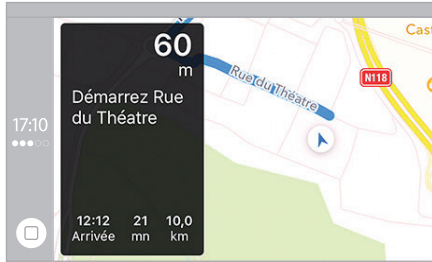 17:10
60
m
Démarrez Rue
du Théatre
12:12 21 10,0
Arrivée mn km
Rue du Théatre
N118
Cast